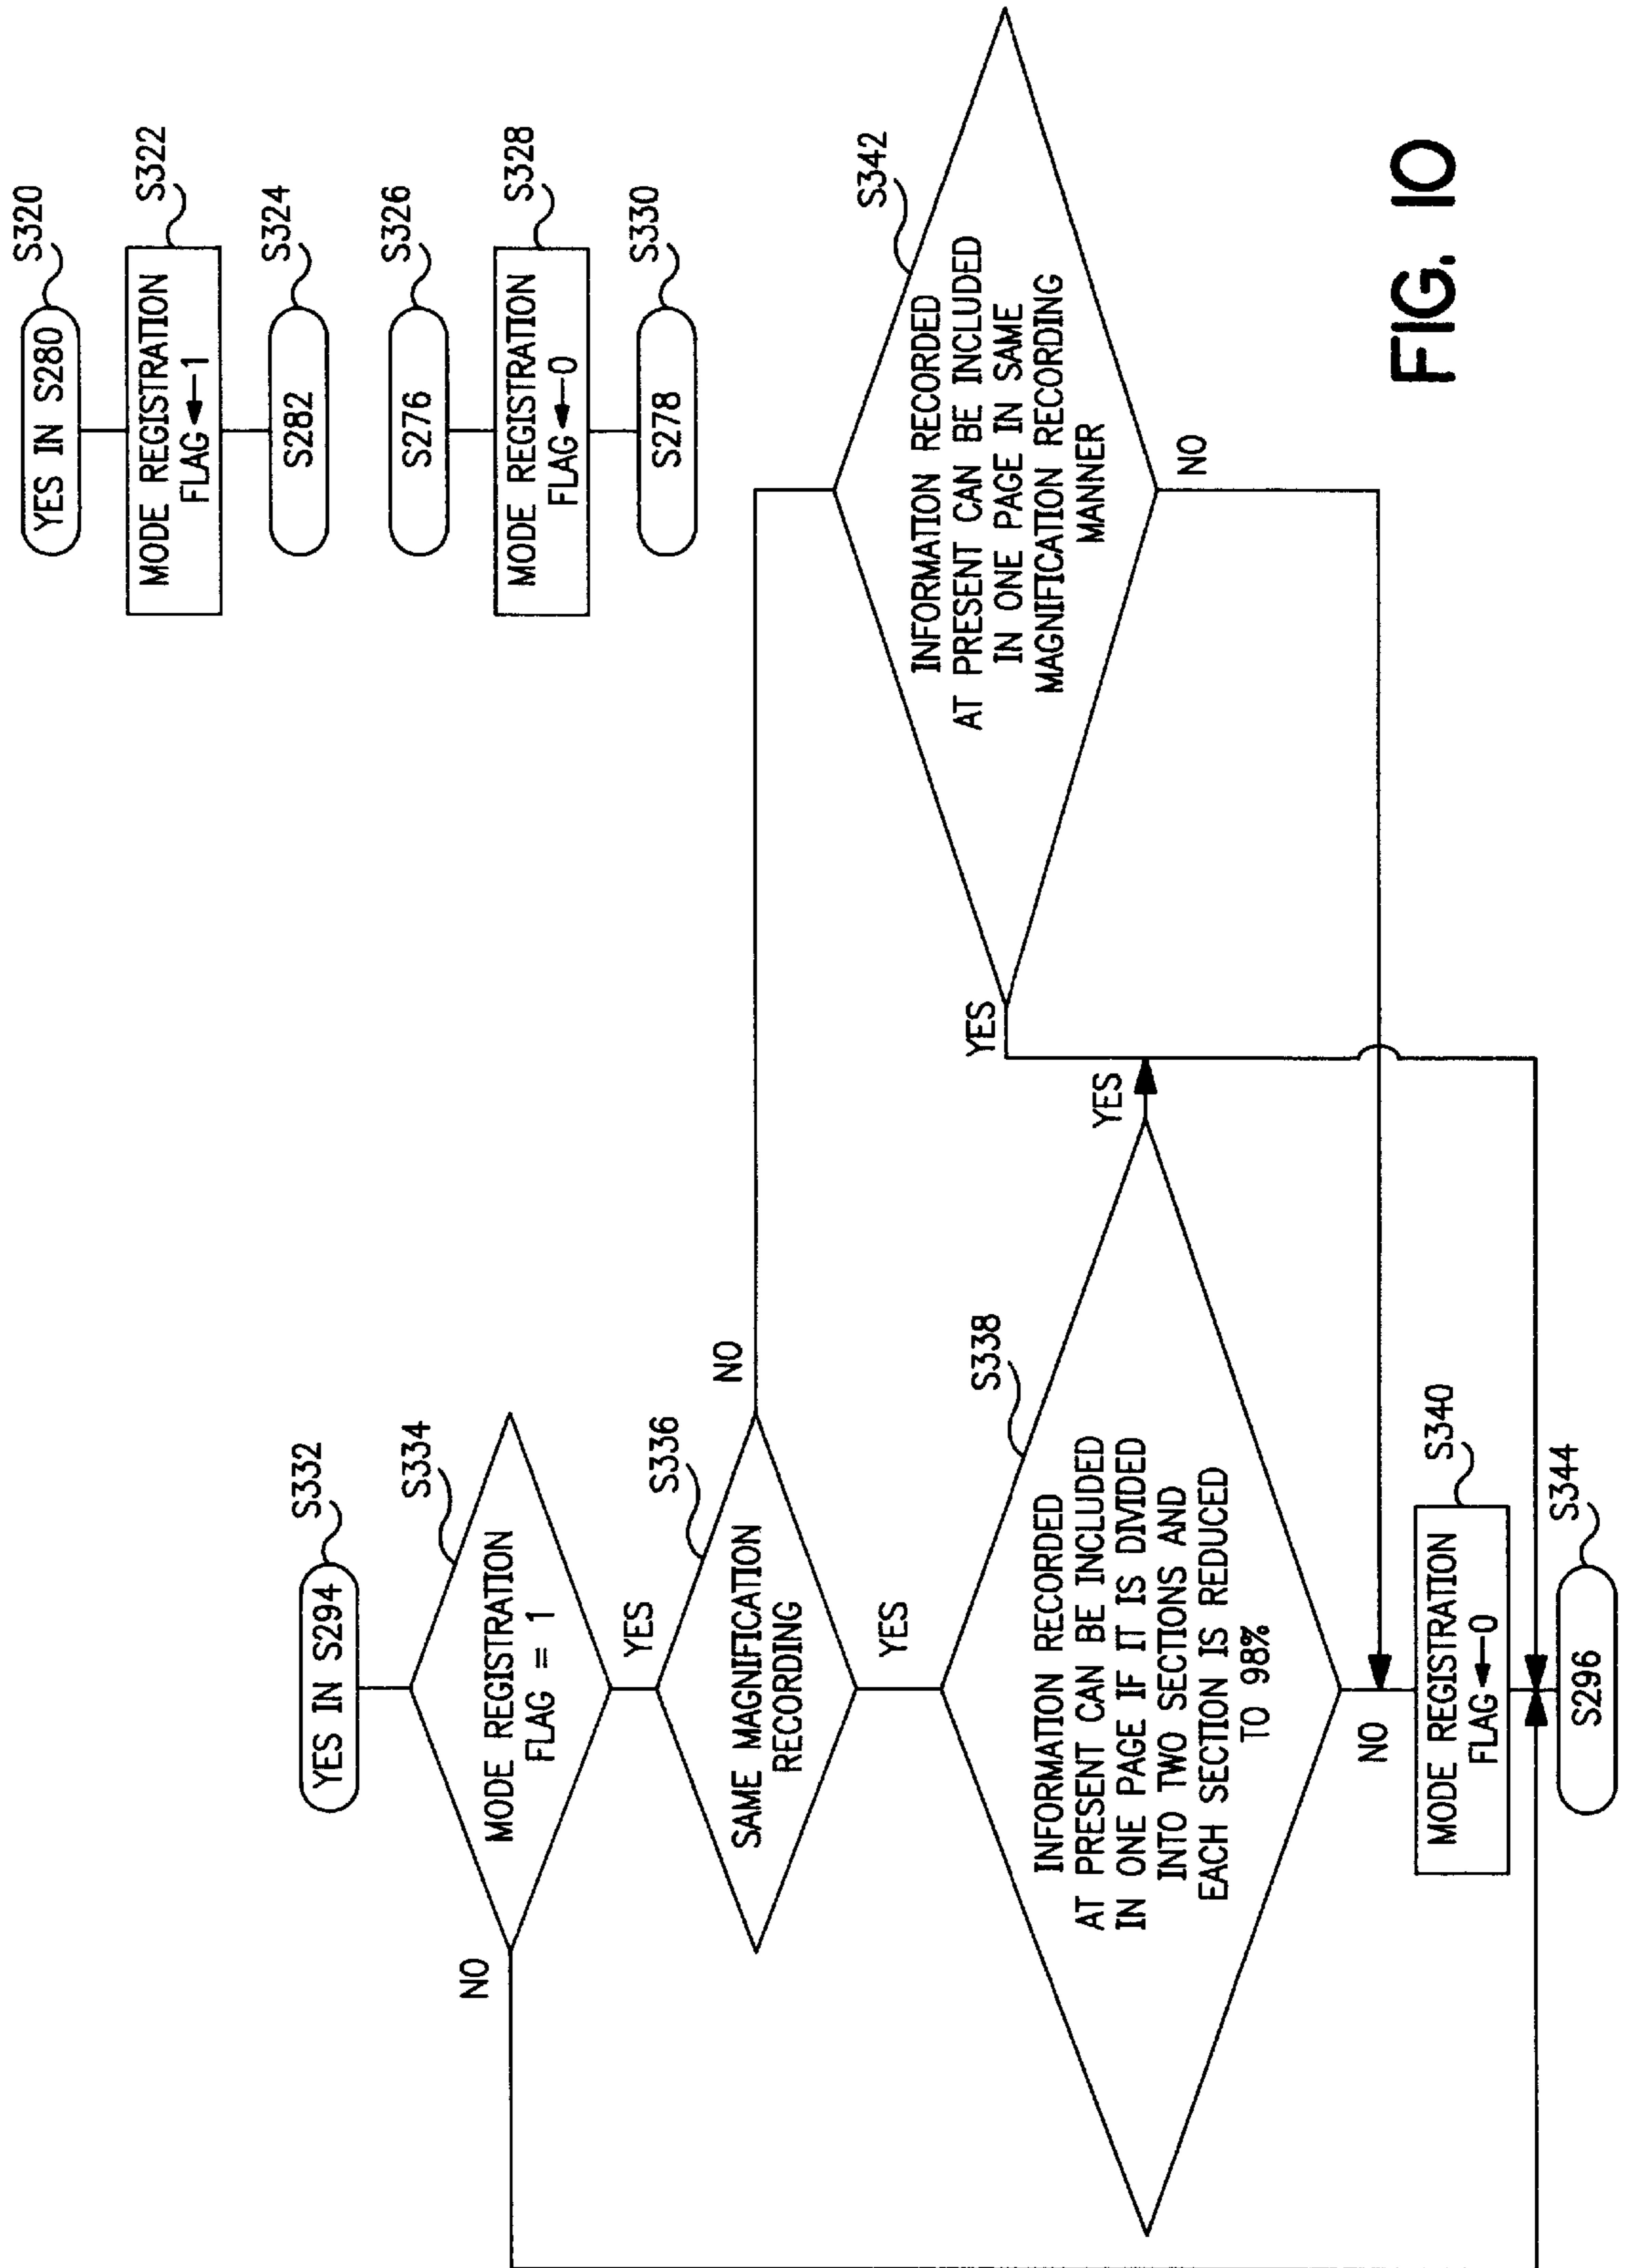 YES IN S280
S320
MODE REGISTRATION
FLAG ← 1
S322
S282
S324
S276
S326
MODE REGISTRATION
FLAG ← 0
S328
S278
S330
YES IN S294
S332
MODE REGISTRATION
FLAG = 1
S334
NO
YES
SAME MAGNIFICATION
RECORDING
S336
NO
YES
INFORMATION RECORDED
AT PRESENT CAN BE INCLUDED
IN ONE PAGE IF IT IS DIVIDED
INTO TWO SECTIONS AND
EACH SECTION IS REDUCED
TO 98%
S338
YES
NO
INFORMATION RECORDED
AT PRESENT CAN BE INCLUDED
IN ONE PAGE IN SAME
MAGNIFICATION RECORDING
MANNER
S342
YES
NO
MODE REGISTRATION
FLAG ← 0
S340
S296
S344
FIG. 10